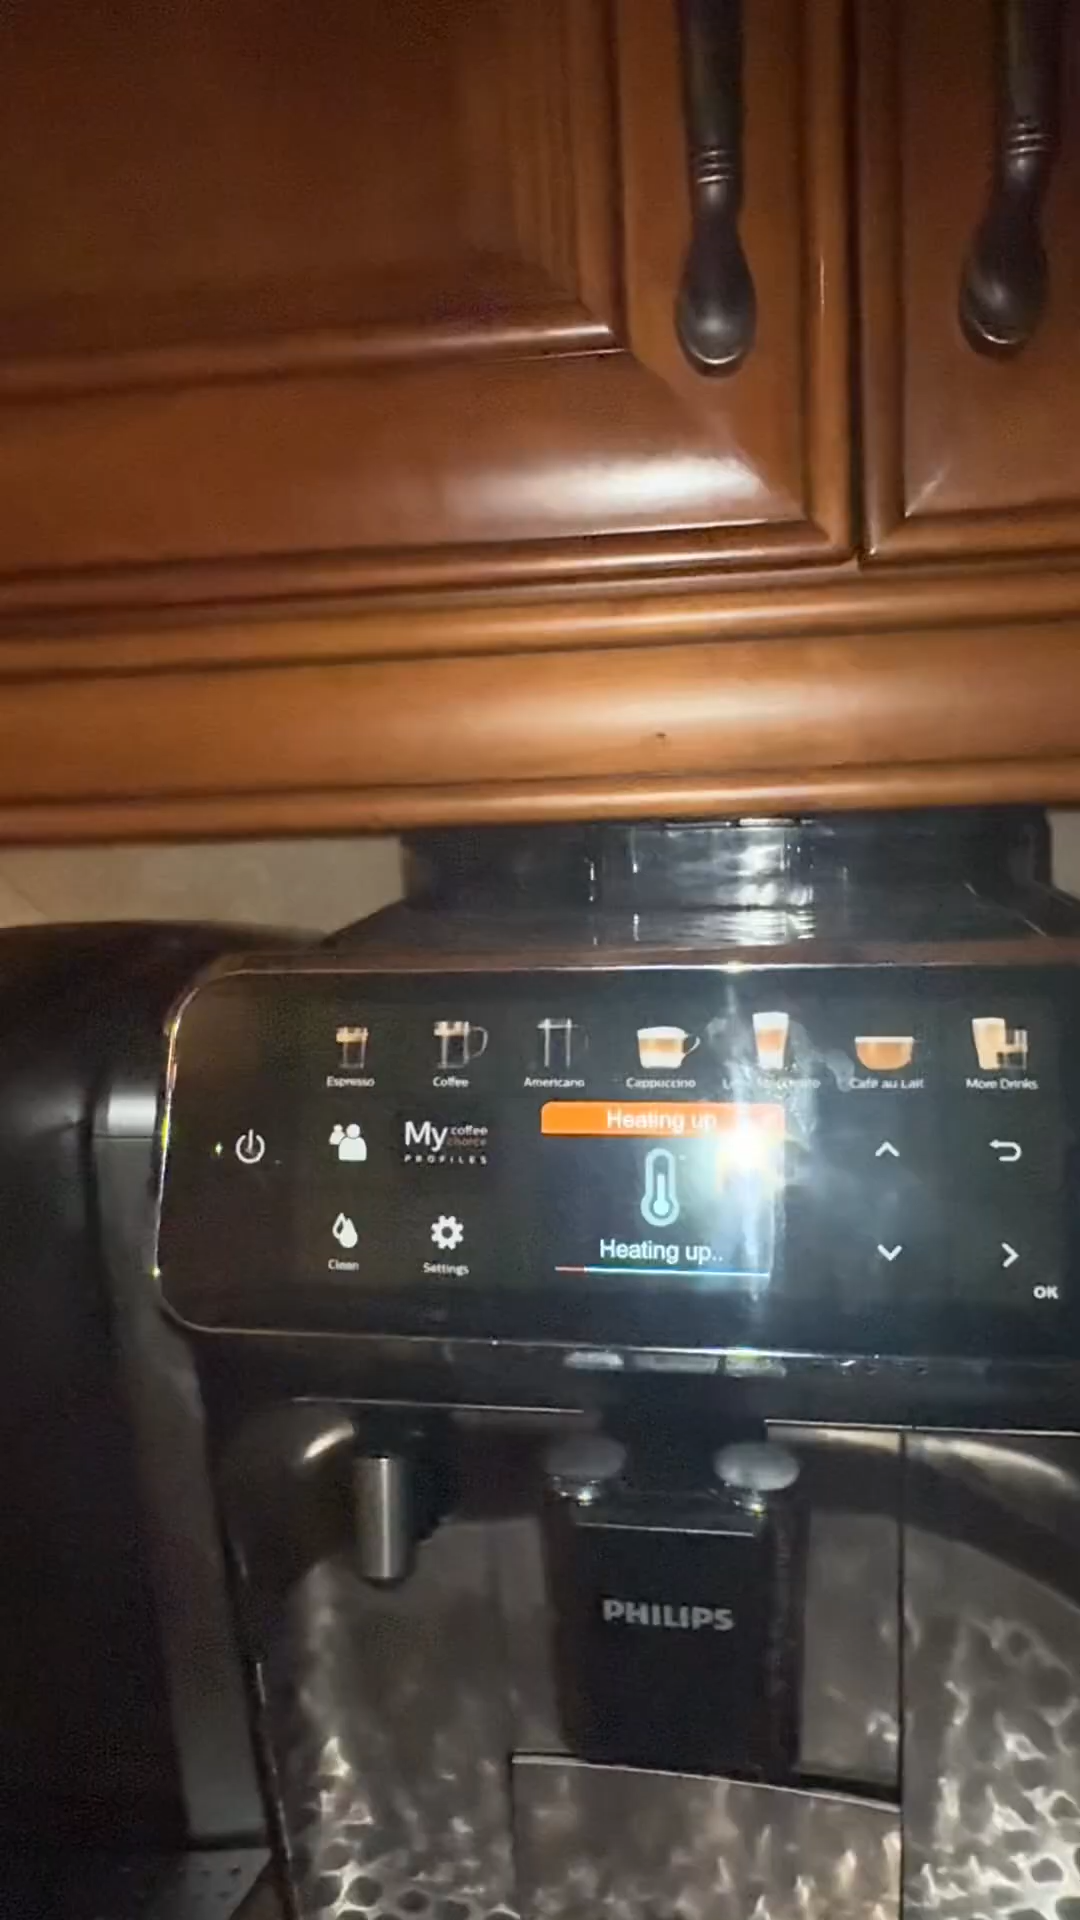 Espresso
Coffee
Americano
Cappuccino
Café au Lait
More Drinks
Heating up
My coffee choice
PROFILES
Heating up..
Clean
Settings
OK
PHILIPS